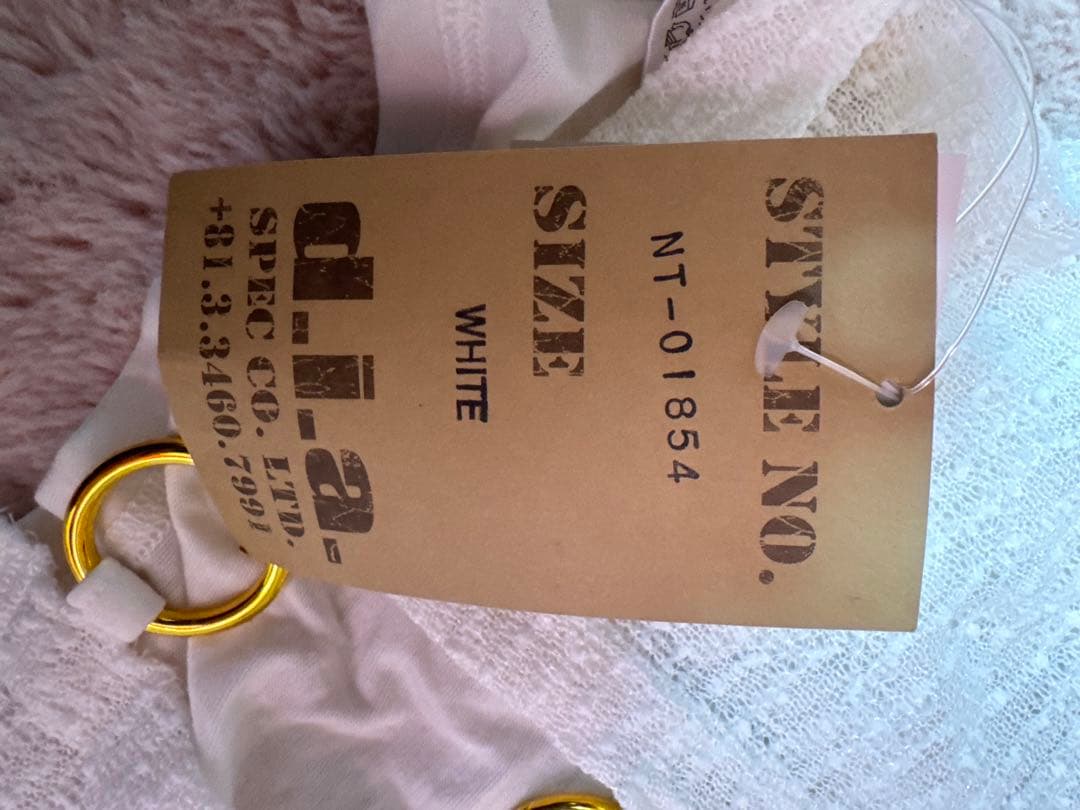 STYLE NO.
NT-01854
SIZE
WHITE
d-i-a-
SPEC CO. LTD.
+81.3.3460.7991